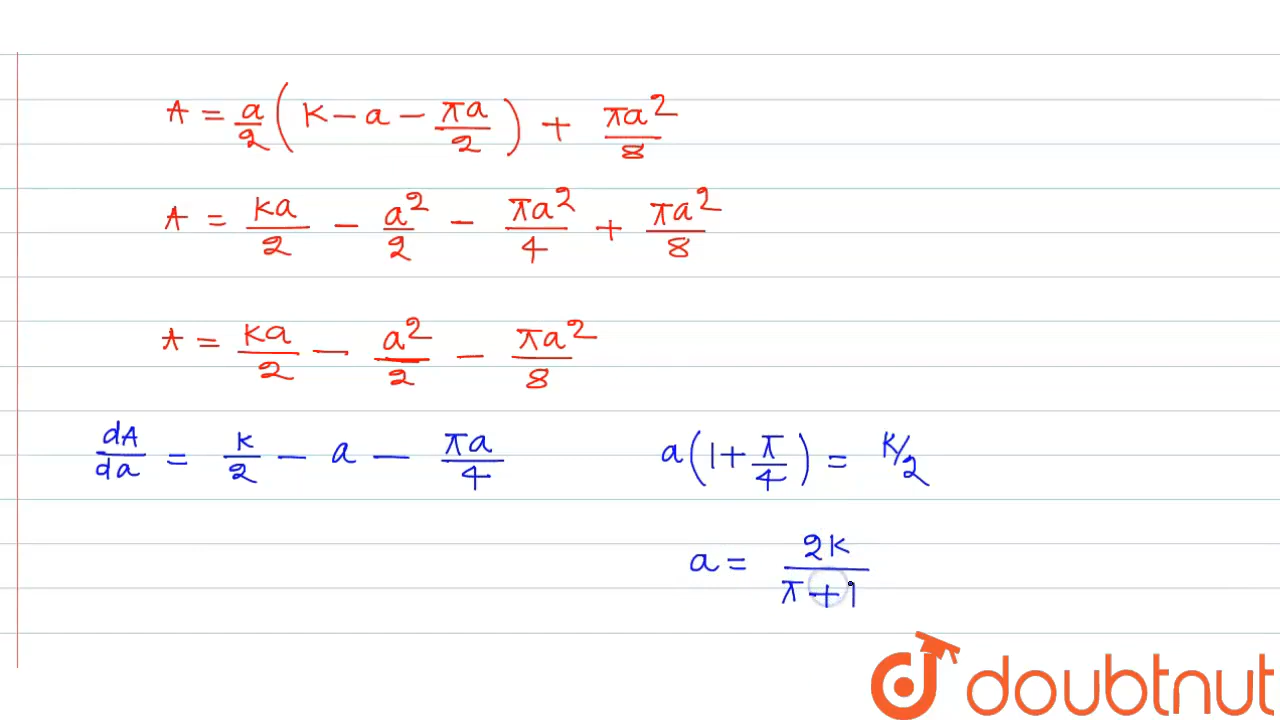 A = a/2 ( K - a - πa/2 ) + πa²/8
A = Ka/2 - a²/2 - πa²/4 + πa²/8
A = Ka/2 - a²/2 - πa²/8
dA/da = K/2 - a - πa/4
a(1 + π/4) = K/2
a = 2K/π+1
doubtnut